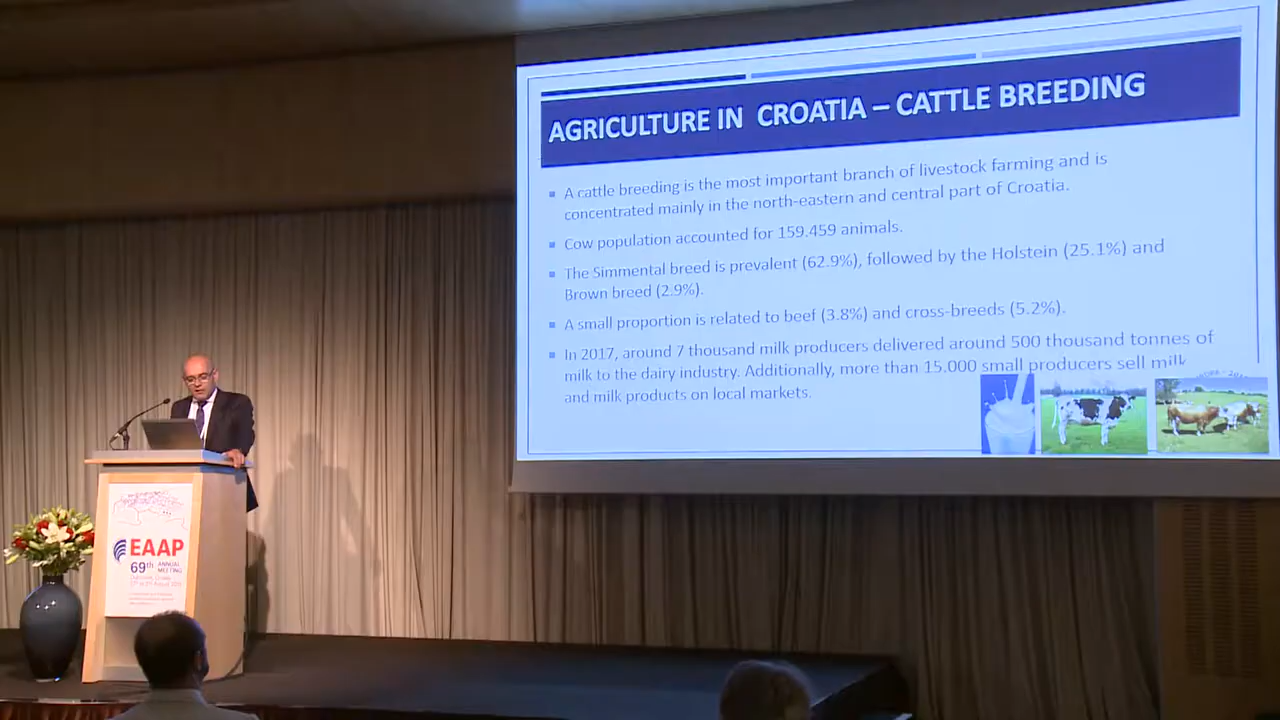 AGRICULTURE IN CROATIA – CATTLE BREEDING
▪ A cattle breeding is the most important branch of livestock farming and is
concentrated mainly in the north-eastern and central part of Croatia.
▪ Cow population accounted for 159.459 animals.
▪ The Simmental breed is prevalent (62.9%), followed by the Holstein (25.1%) and
Brown breed (2.9%).
▪ A small proportion is related to beef (3.8%) and cross-breeds (5.2%).
▪ In 2017, around 7 thousand milk producers delivered around 500 thousand tonnes of
milk to the dairy industry. Additionally, more than 15.000 small producers sell milk
and milk products on local markets.
EAAP
69th ANNUAL
MEETING